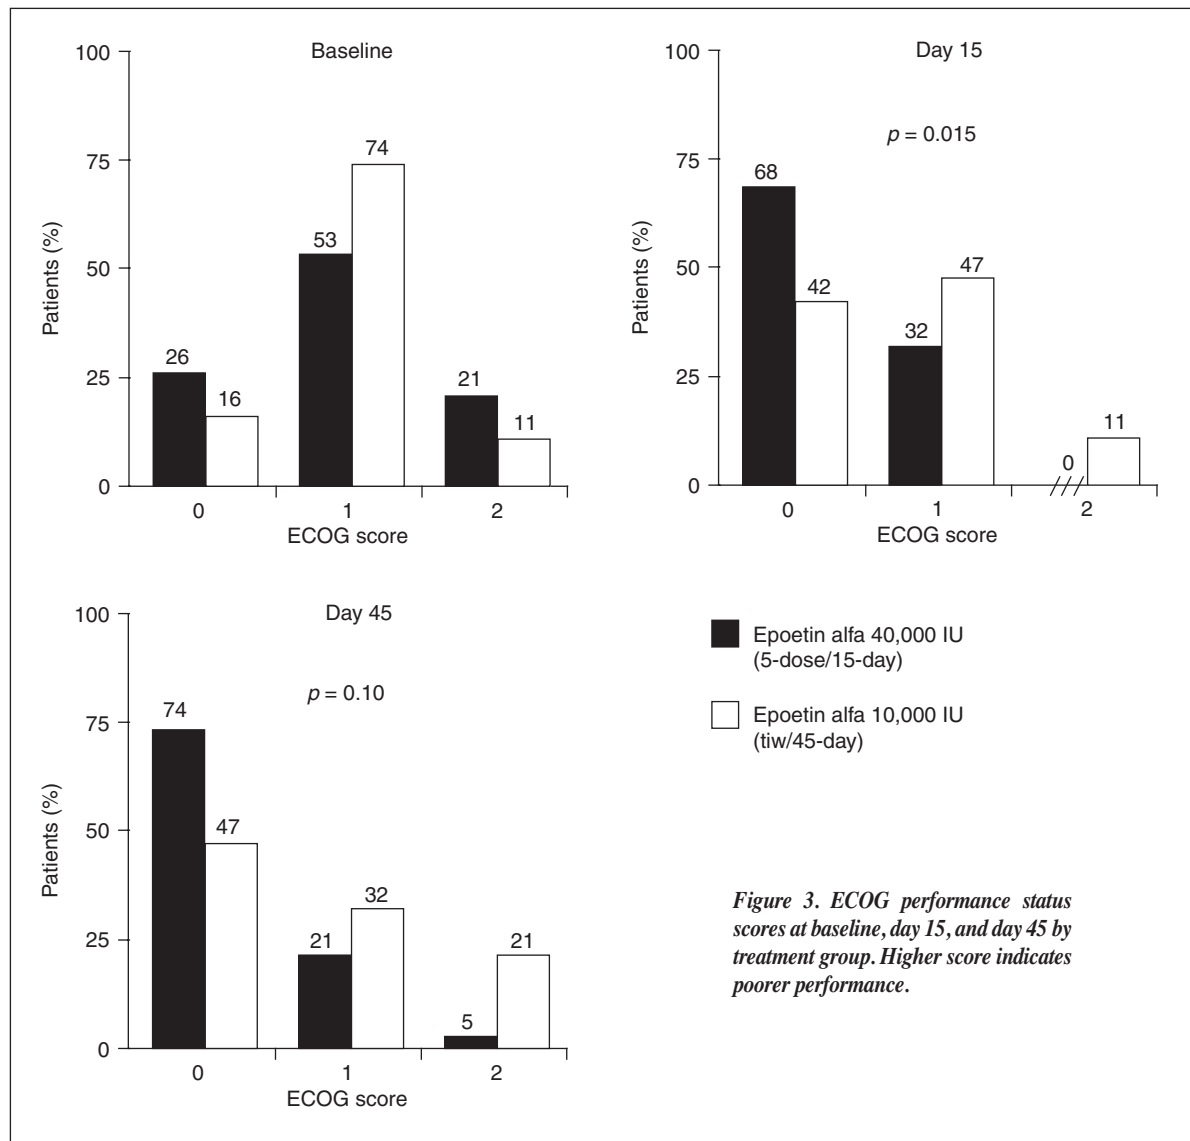 Baseline
100
75
50
25
0
Patients (%)
26
16
53
74
21
11
0
1
2
ECOG score
Day 15
p = 0.015
100
75
50
25
0
Patients (%)
68
42
32
47
0
11
0
1
2
ECOG score
Day 45
p = 0.10
100
75
50
25
0
Patients (%)
74
47
21
32
5
21
0
1
2
ECOG score
Epoetin alfa 40,000 IU
(5-dose/15-day)
Epoetin alfa 10,000 IU
(tiw/45-day)
Figure 3. ECOG performance status
scores at baseline, day 15, and day 45 by
treatment group. Higher score indicates
poorer performance.